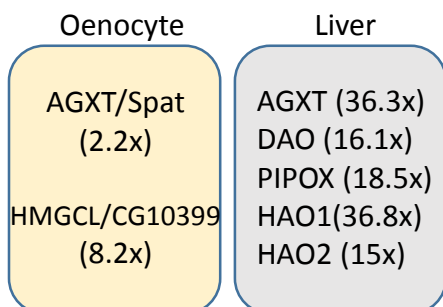 Oenocyte
AGXT/Spat
(2.2x)
HMGCL/CG10399
(8.2x)
Liver
AGXT (36.3x)
DAO (16.1x)
PIPOX (18.5x)
HAO1(36.8x)
HAO2 (15x)